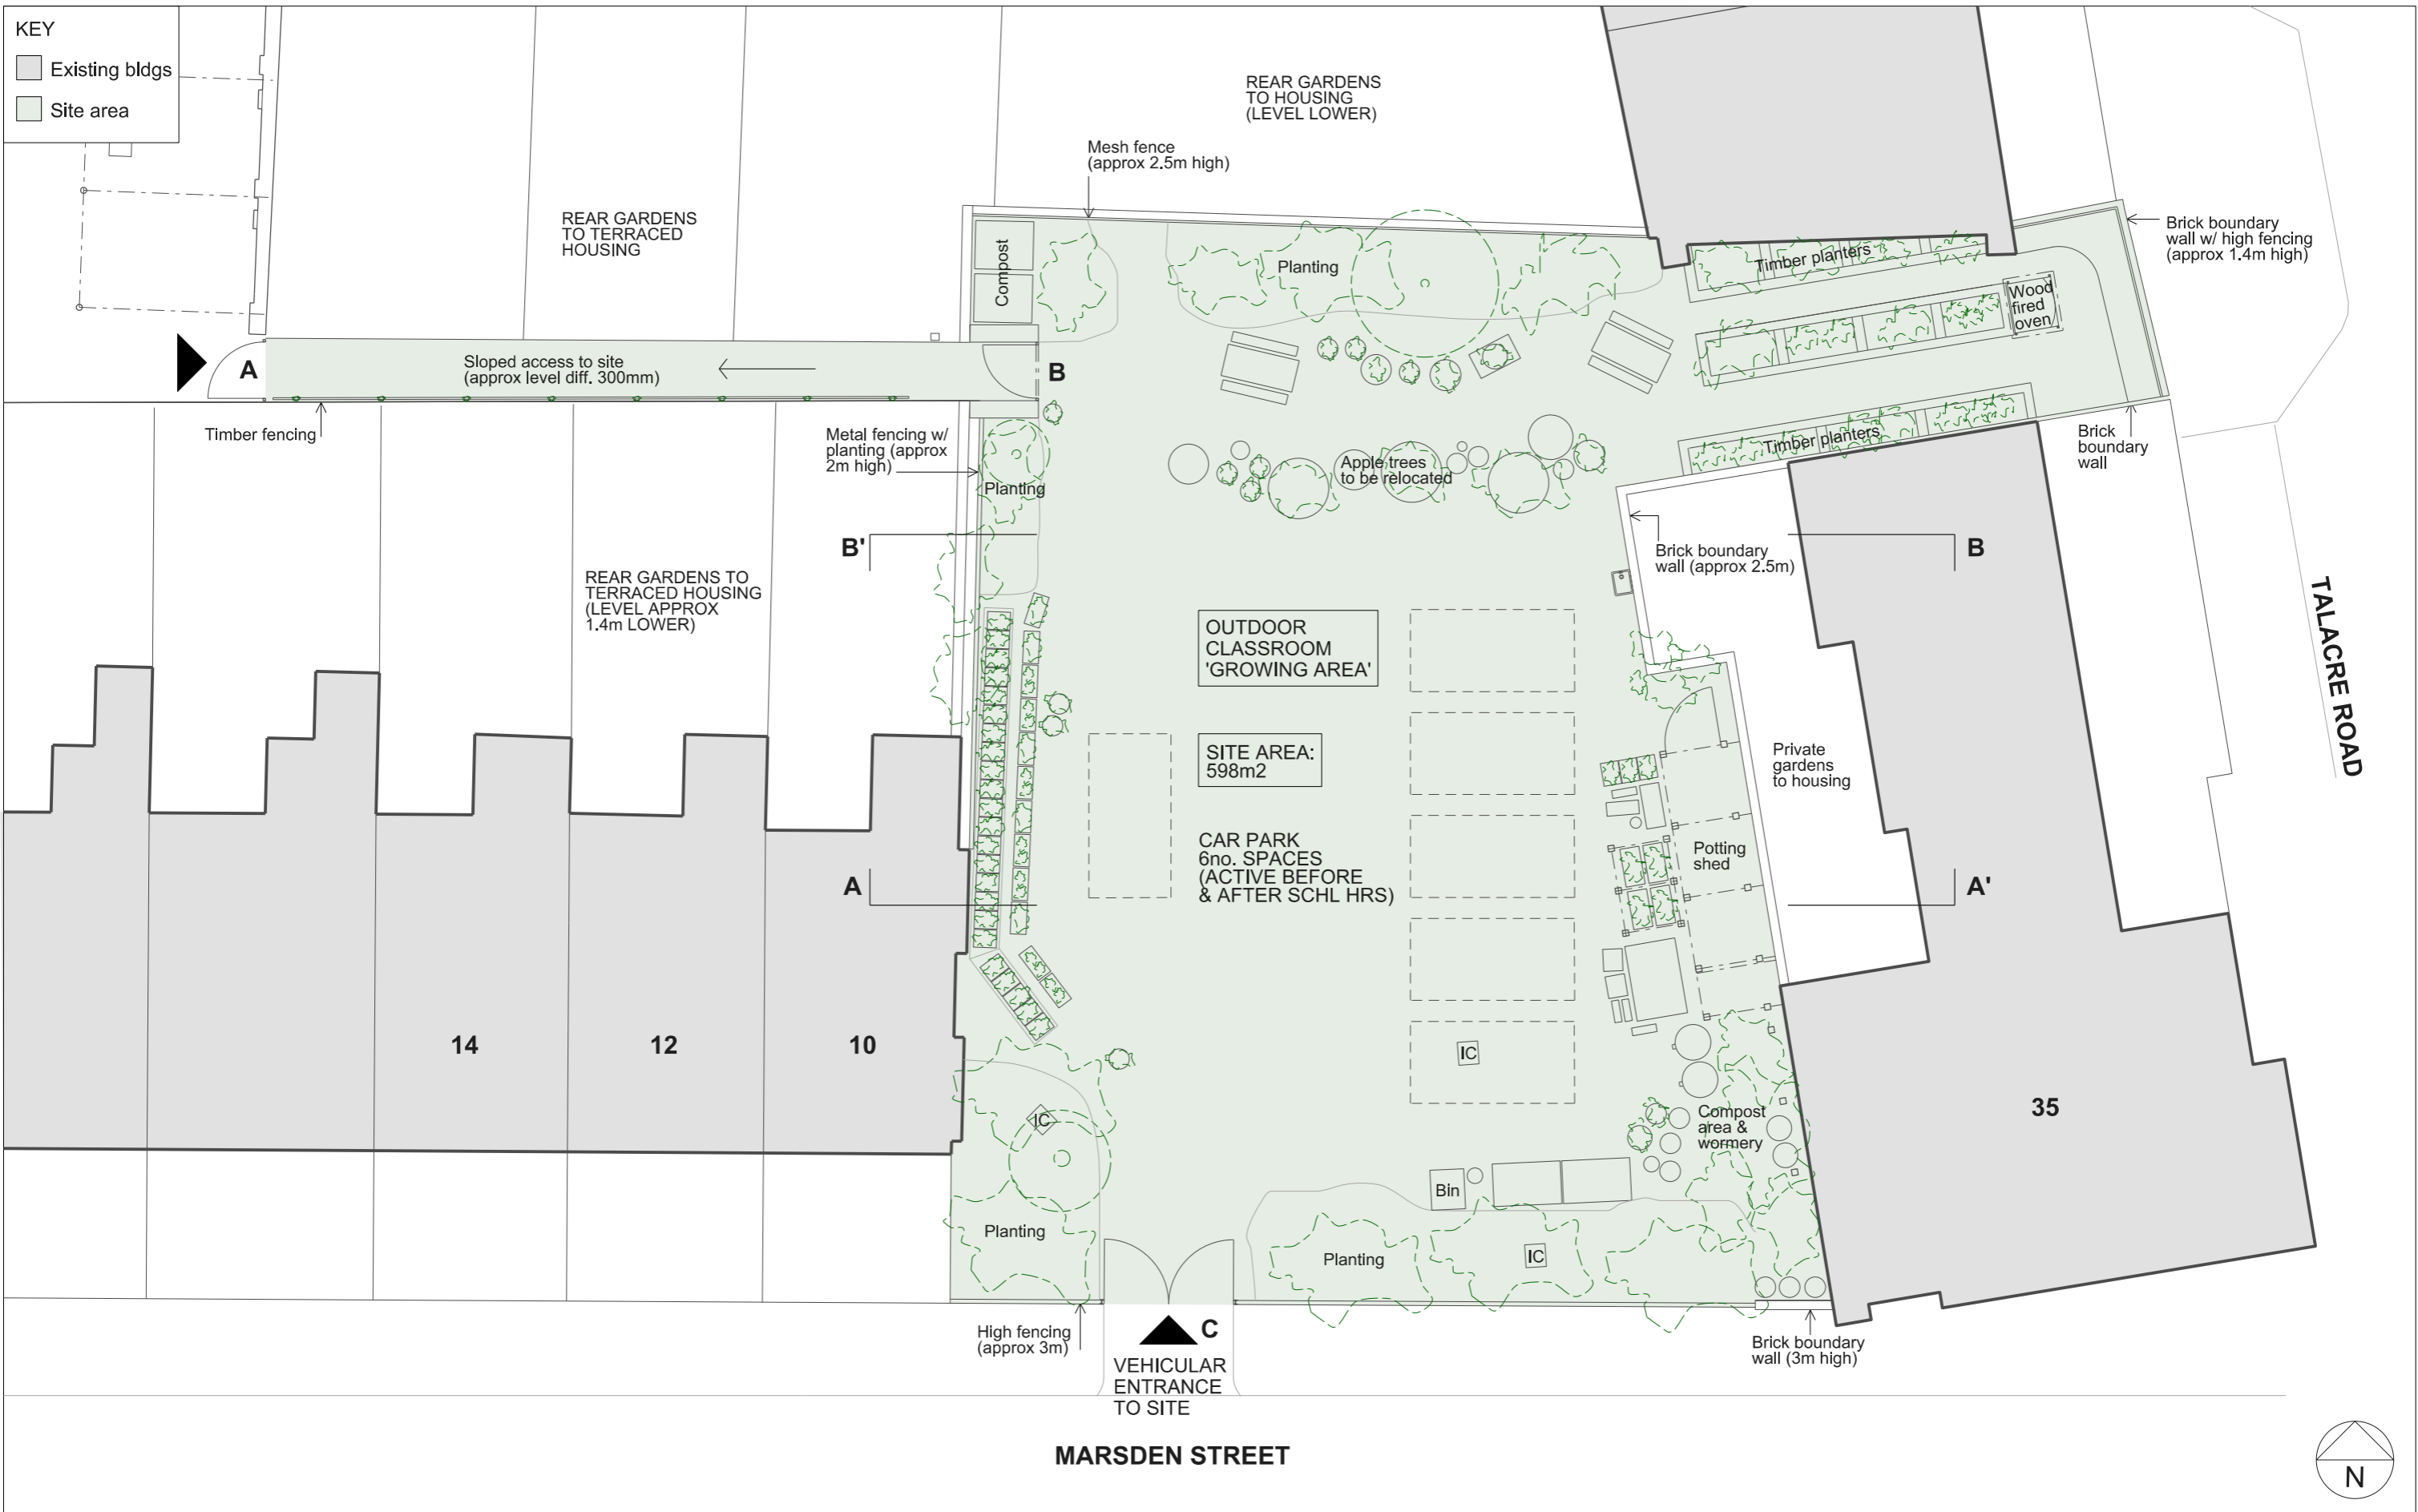 KEY
Existing bldgs
Site area
REAR GARDENS
TO HOUSING
(LEVEL LOWER)
Mesh fence
(approx 2.5m high)
REAR GARDENS
TO TERRACED
HOUSING
Compost
Planting
Timber planters
Brick boundary
wall w/ high fencing
(approx 1.4m high)
Wood
fired
oven
A
Sloped access to site
(approx level diff. 300mm)
B
Timber fencing
Metal fencing w/
planting (approx
2m high)
Planting
Apple trees
to be relocated
Timber planters
Brick
boundary
wall
B'
Brick boundary
wall (approx 2.5m)
B
REAR GARDENS TO
TERRACED HOUSING
(LEVEL APPROX
1.4m LOWER)
OUTDOOR
CLASSROOM
'GROWING AREA'
TALACRE ROAD
SITE AREA:
598m2
Private
gardens
to housing
CAR PARK
6no. SPACES
(ACTIVE BEFORE
& AFTER SCHL HRS)
Potting
shed
A
A'
14
12
10
IC
IC
Compost
area &
wormery
35
Bin
Planting
Planting
IC
High fencing
(approx 3m)
C
VEHICULAR
ENTRANCE
TO SITE
Brick boundary
wall (3m high)
MARSDEN STREET
N